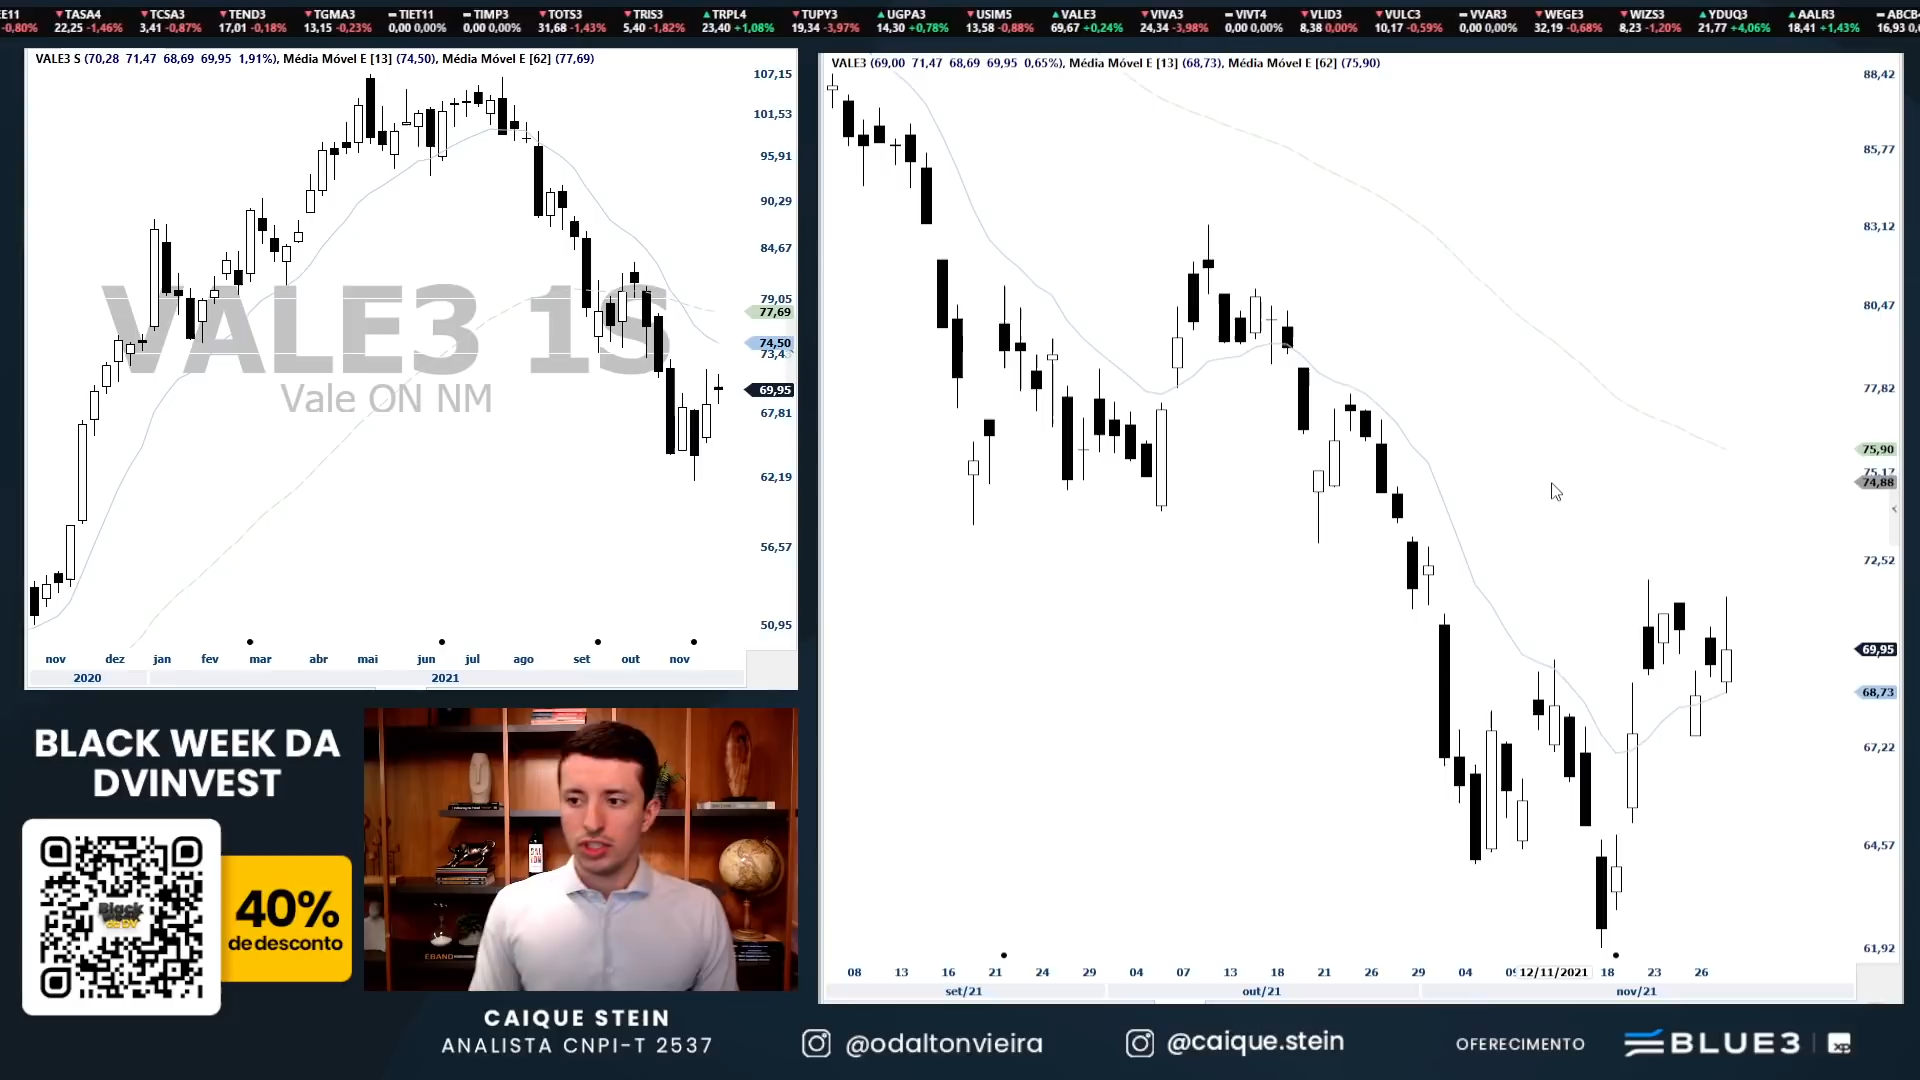 E11 TASA4 TCSA3 TEND3 TGMA3 TIET11 TIMP3 TOTS3 TRIS3 TRPL4 TUPY3 UGPA3 USIM5 VALE3 VIVA3 VIVT4 VLID3 VULC3 VVAR3 WEGE3 WIZS3 YDUQ3 AALR3 ABCB
-0,80% 22,25 -1,46% 3,41 -0,87% 17,01 -0,18% 13,15 -0,23% 0,00 0,00% 0,00 0,00% 31,68 -1,43% 5,40 -1,82% 23,40 +1,08% 19,34 -3,97% 14,30 +0,78% 13,58 -0,88% 69,67 +0,24% 24,34 -3,98% 0,00 0,00% 8,38 0,00% 10,17 -0,59% 0,00 0,00% 32,19 -0,68% 8,23 -1,20% 21,77 +4,06% 18,41 +1,43% 16,93 0,
VALE3 S (70,28 71,47 68,69 69,95 1,91%), Média Móvel E [13] (74,50), Média Móvel E [62] (77,69)
107,15
101,53
95,91
90,29
84,67
79,05
77,69
74,50
73,43
69,95
67,81
62,19
56,57
50,95
VALE3 1S
Vale ON NM
nov dez jan fev mar abr mai jun jul ago set out nov
2020 2021
VALE3 (69,00 71,47 68,69 69,95 0,65%), Média Móvel E [13] (68,73), Média Móvel E [62] (75,90)
88,42
85,77
83,12
80,47
77,82
75,90
75,17
74,88
72,52
69,95
68,73
67,22
64,57
61,92
08 13 16 21 24 29 04 07 13 18 21 26 29 04 09 12/11/2021 18 23 26
set/21 out/21 nov/21
BLACK WEEK DA
DVINVEST
Black
40%
de desconto
CAIQUE STEIN
ANALISTA CNPI-T 2537
@odaltonvieira
@caique.stein
OFERECIMENTO
BLUE3
xp